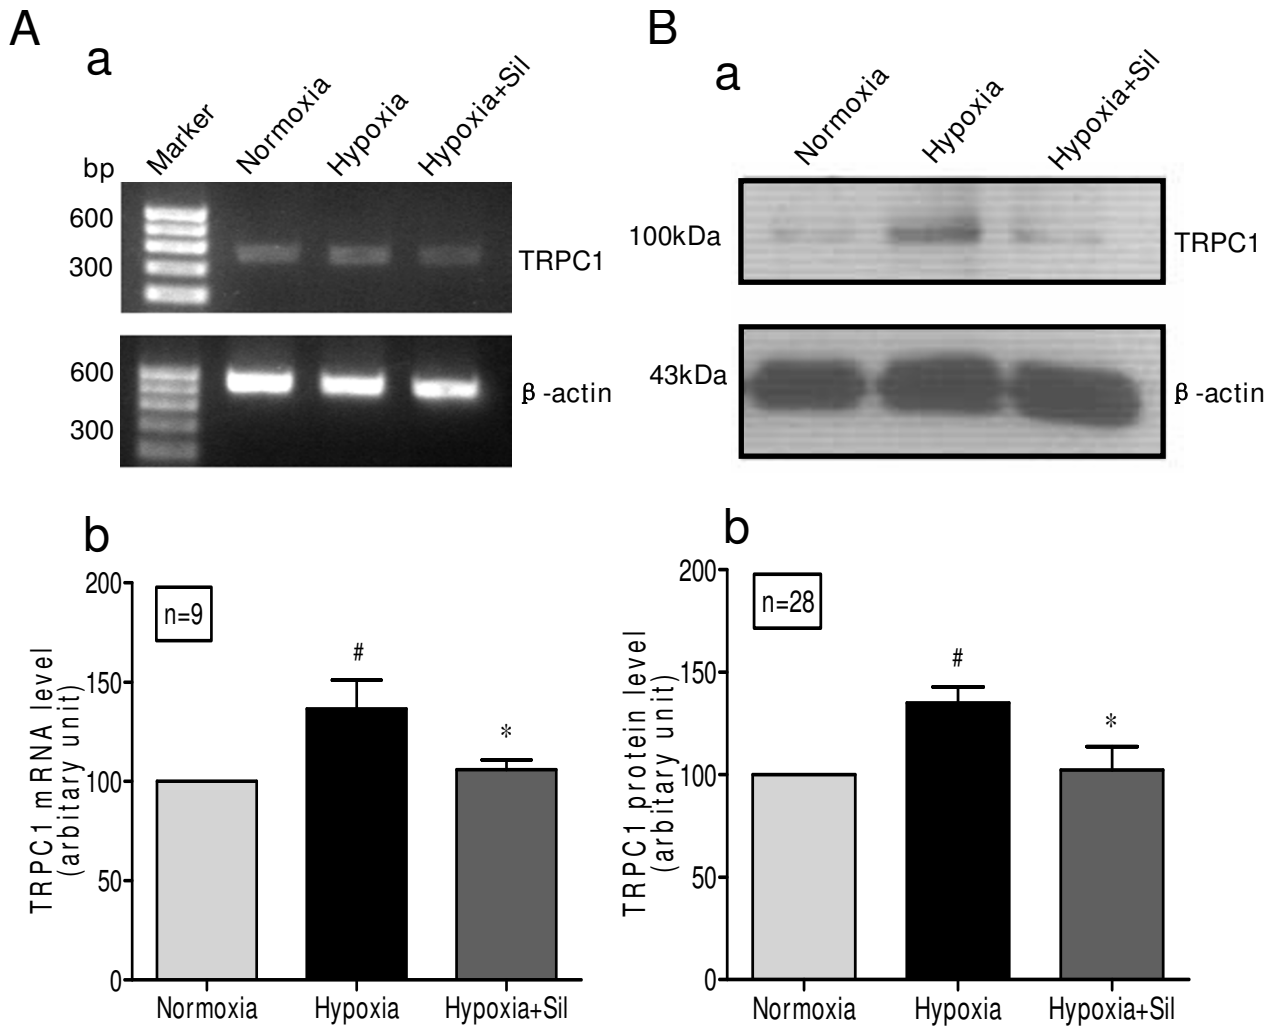 A
a
Marker
Normoxia
Hypoxia
Hypoxia+Sil
bp
600
300
TRPC1
600
300
β-actin
b
200
150
100
50
0
n=9
#
*
TRPC1 mRNA level
(arbitary unit)
Normoxia
Hypoxia
Hypoxia+Sil
B
a
Normoxia
Hypoxia
Hypoxia+Sil
100kDa
TRPC1
43kDa
β-actin
b
200
150
100
50
0
n=28
#
*
TRPC1 protein level
(arbitary unit)
Normoxia
Hypoxia
Hypoxia+Sil